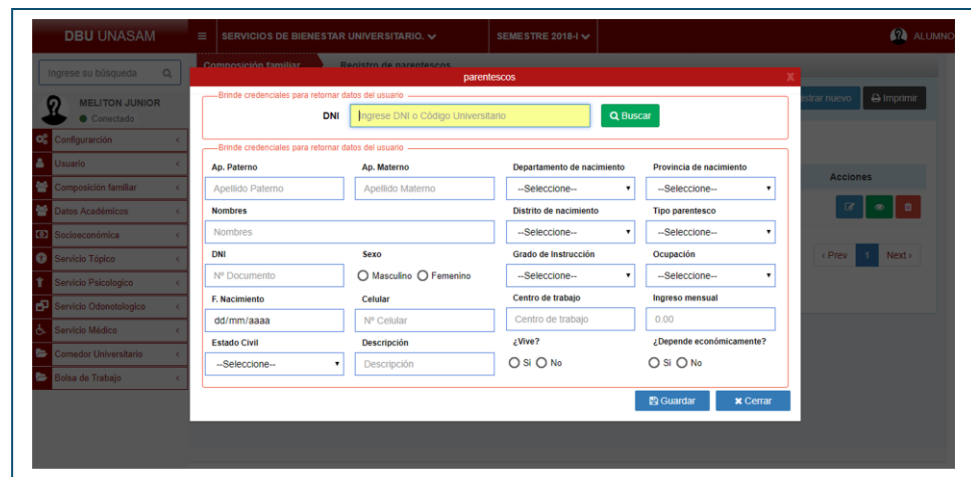 DBU UNASAM
SERVICIOS DE BIENESTAR UNIVERSITARIO.
SEMESTRE 2018-I
ALUMNO
Ingrese su búsqueda
Composición familiar
Registro de parentescos
MELITON JUNIOR
Conectado
strar nuevo
Imprimir
Configurarción
Usuario
Composición familiar
Datos Académicos
Socioeconómica
Servicio Tópico
Servicio Psicologico
Servicio Odonotologico
Servicio Médico
Comedor Universitario
Bolsa de Trabajo
Acciones
‹ Prev 1 Next ›
parentescos X
Brinde credenciales para retornar datos del usuario
DNI Ingrese DNI o Código Universitario Buscar
Brinde credenciales para retornar datos del usuario
Ap. Paterno Ap. Materno Departamento de nacimiento Provincia de nacimiento
Apellido Paterno Apellido Materno --Seleccione-- --Seleccione--
Nombres Distrito de nacimiento Tipo parentesco
Nombres --Seleccione-- --Seleccione--
DNI Sexo Grado de Instrucción Ocupación
Nº Documento Masculino Femenino --Seleccione-- --Seleccione--
F. Nacimiento Celular Centro de trabajo Ingreso mensual
dd/mm/aaaa Nº Celular Centro de trabajo 0.00
Estado Civil Descripción ¿Vive? ¿Depende económicamente?
--Seleccione-- Descripción Si No Si No
Guardar Cerrar